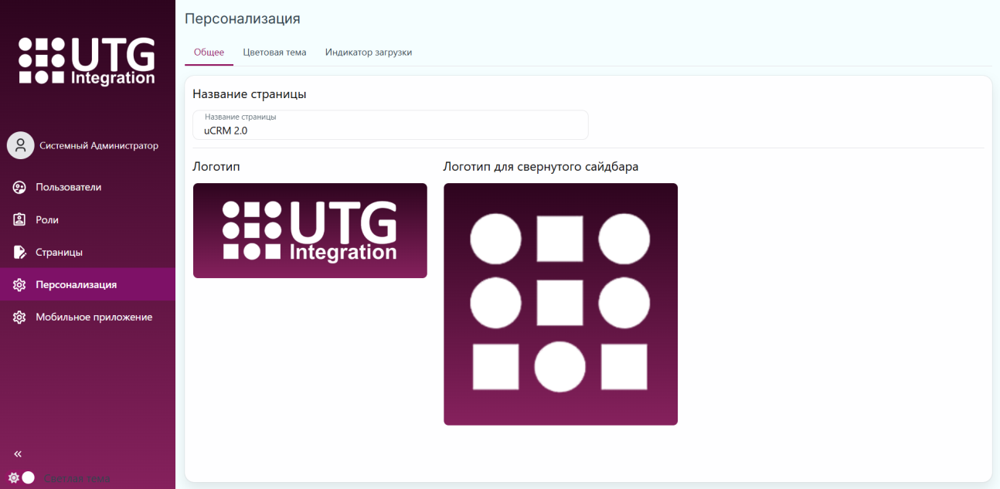 UTG
Integration
Системный Администратор
Пользователи
Роли
Страницы
Персонализация
Мобильное приложение
«
Светлая тема
Персонализация
Общее Цветовая тема Индикатор загрузки
Название страницы
Название страницы
uCRM 2.0
Логотип Логотип для свернутого сайдбара
UTG
Integration